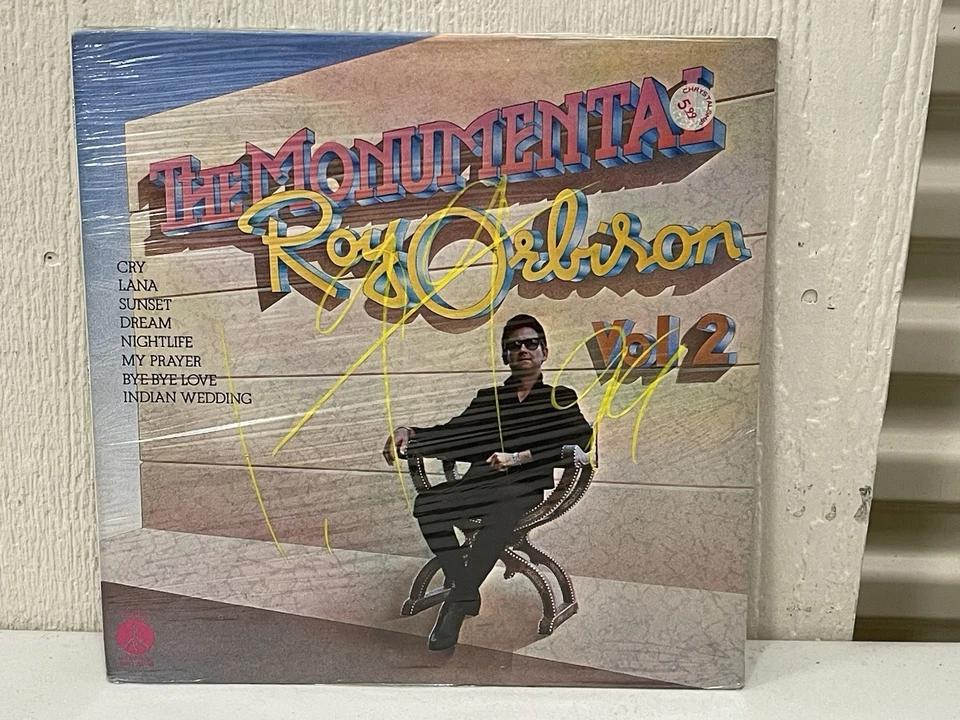 THE MONUMENTAL
CHRYSTALSHIP
5.99
Roy Orbison
Vol 2
CRY
LANA
SUNSET
DREAM
NIGHTLIFE
MY PRAYER
BYE-BYE LOVE
INDIAN WEDDING